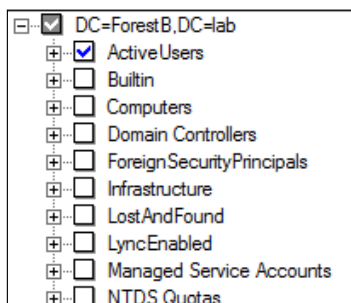 DC=ForestB,DC=lab
ActiveUsers
Builtin
Computers
Domain Controllers
ForeignSecurityPrincipals
Infrastructure
LostAndFound
LyncEnabled
Managed Service Accounts
NTDS Quotas